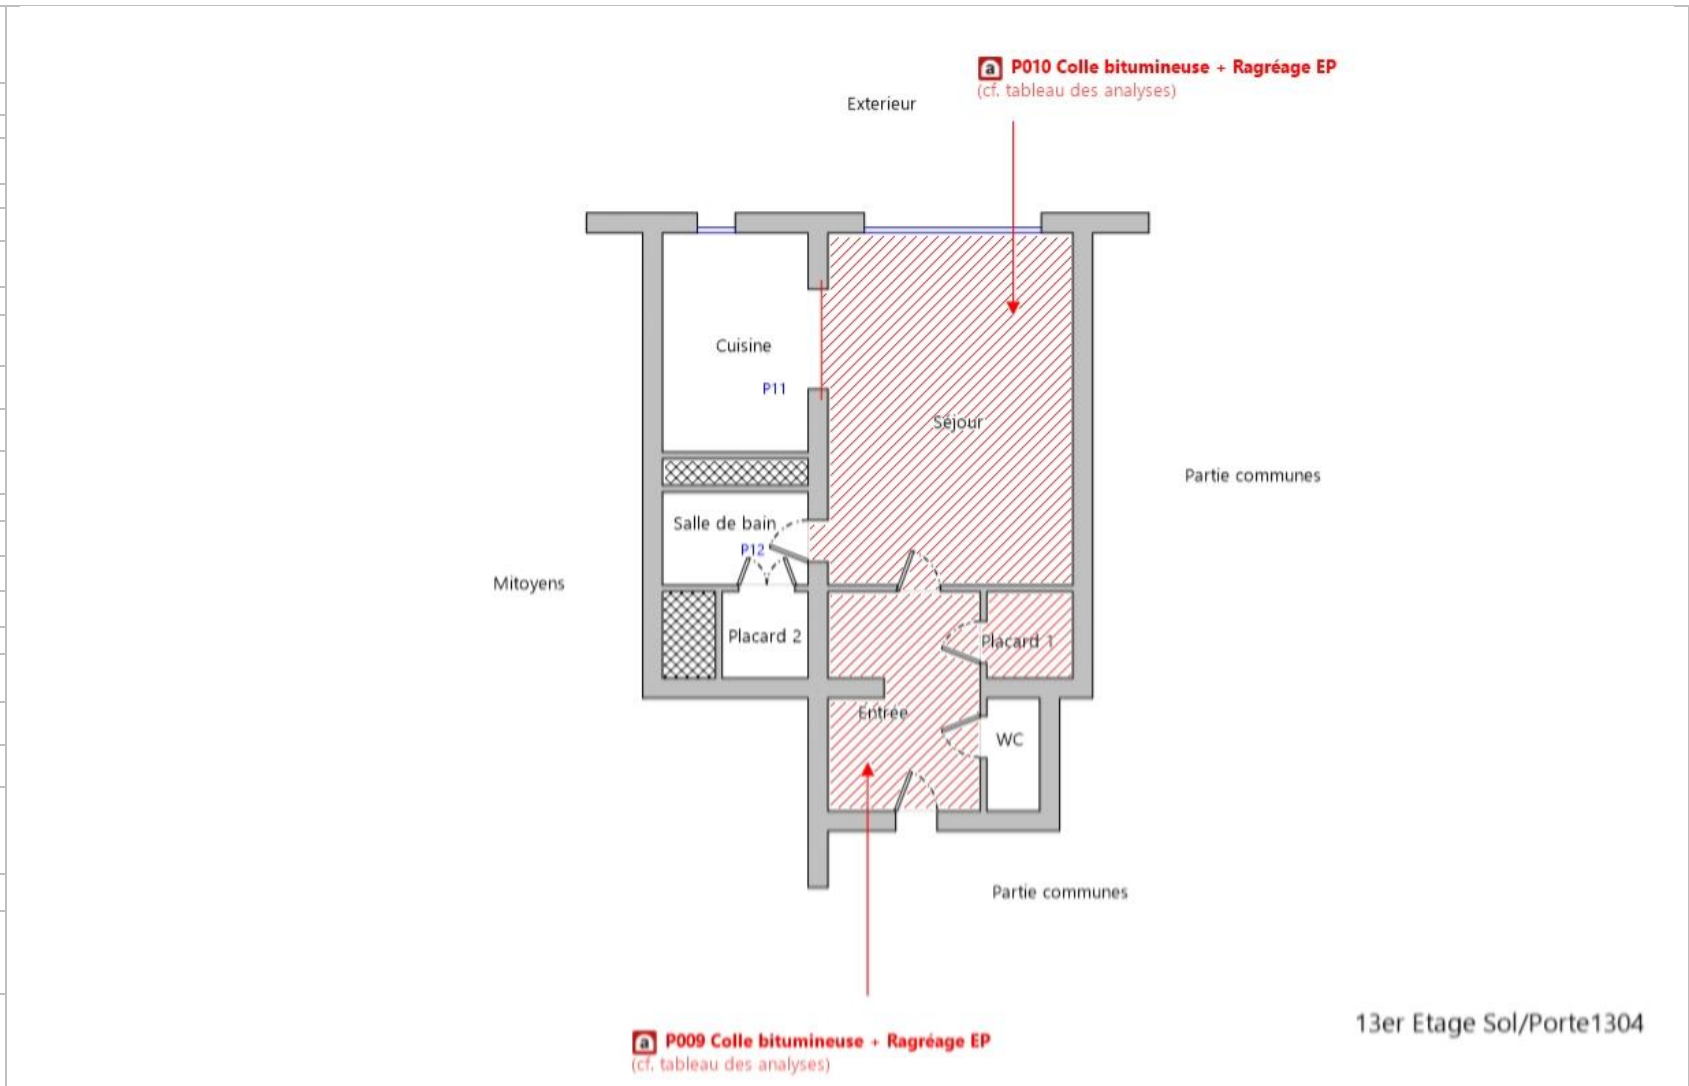 a P010 Colle bitumineuse + Ragréage EP
(cf. tableau des analyses)
Exterieur
Cuisine
P11
Séjour
Partie communes
Salle de bain
P12
Mitoyens
Placard 2
Placard 1
Entrée
WC
Partie communes
13er Etage Sol/Porte1304
a P009 Colle bitumineuse + Ragréage EP
(cf. tableau des analyses)